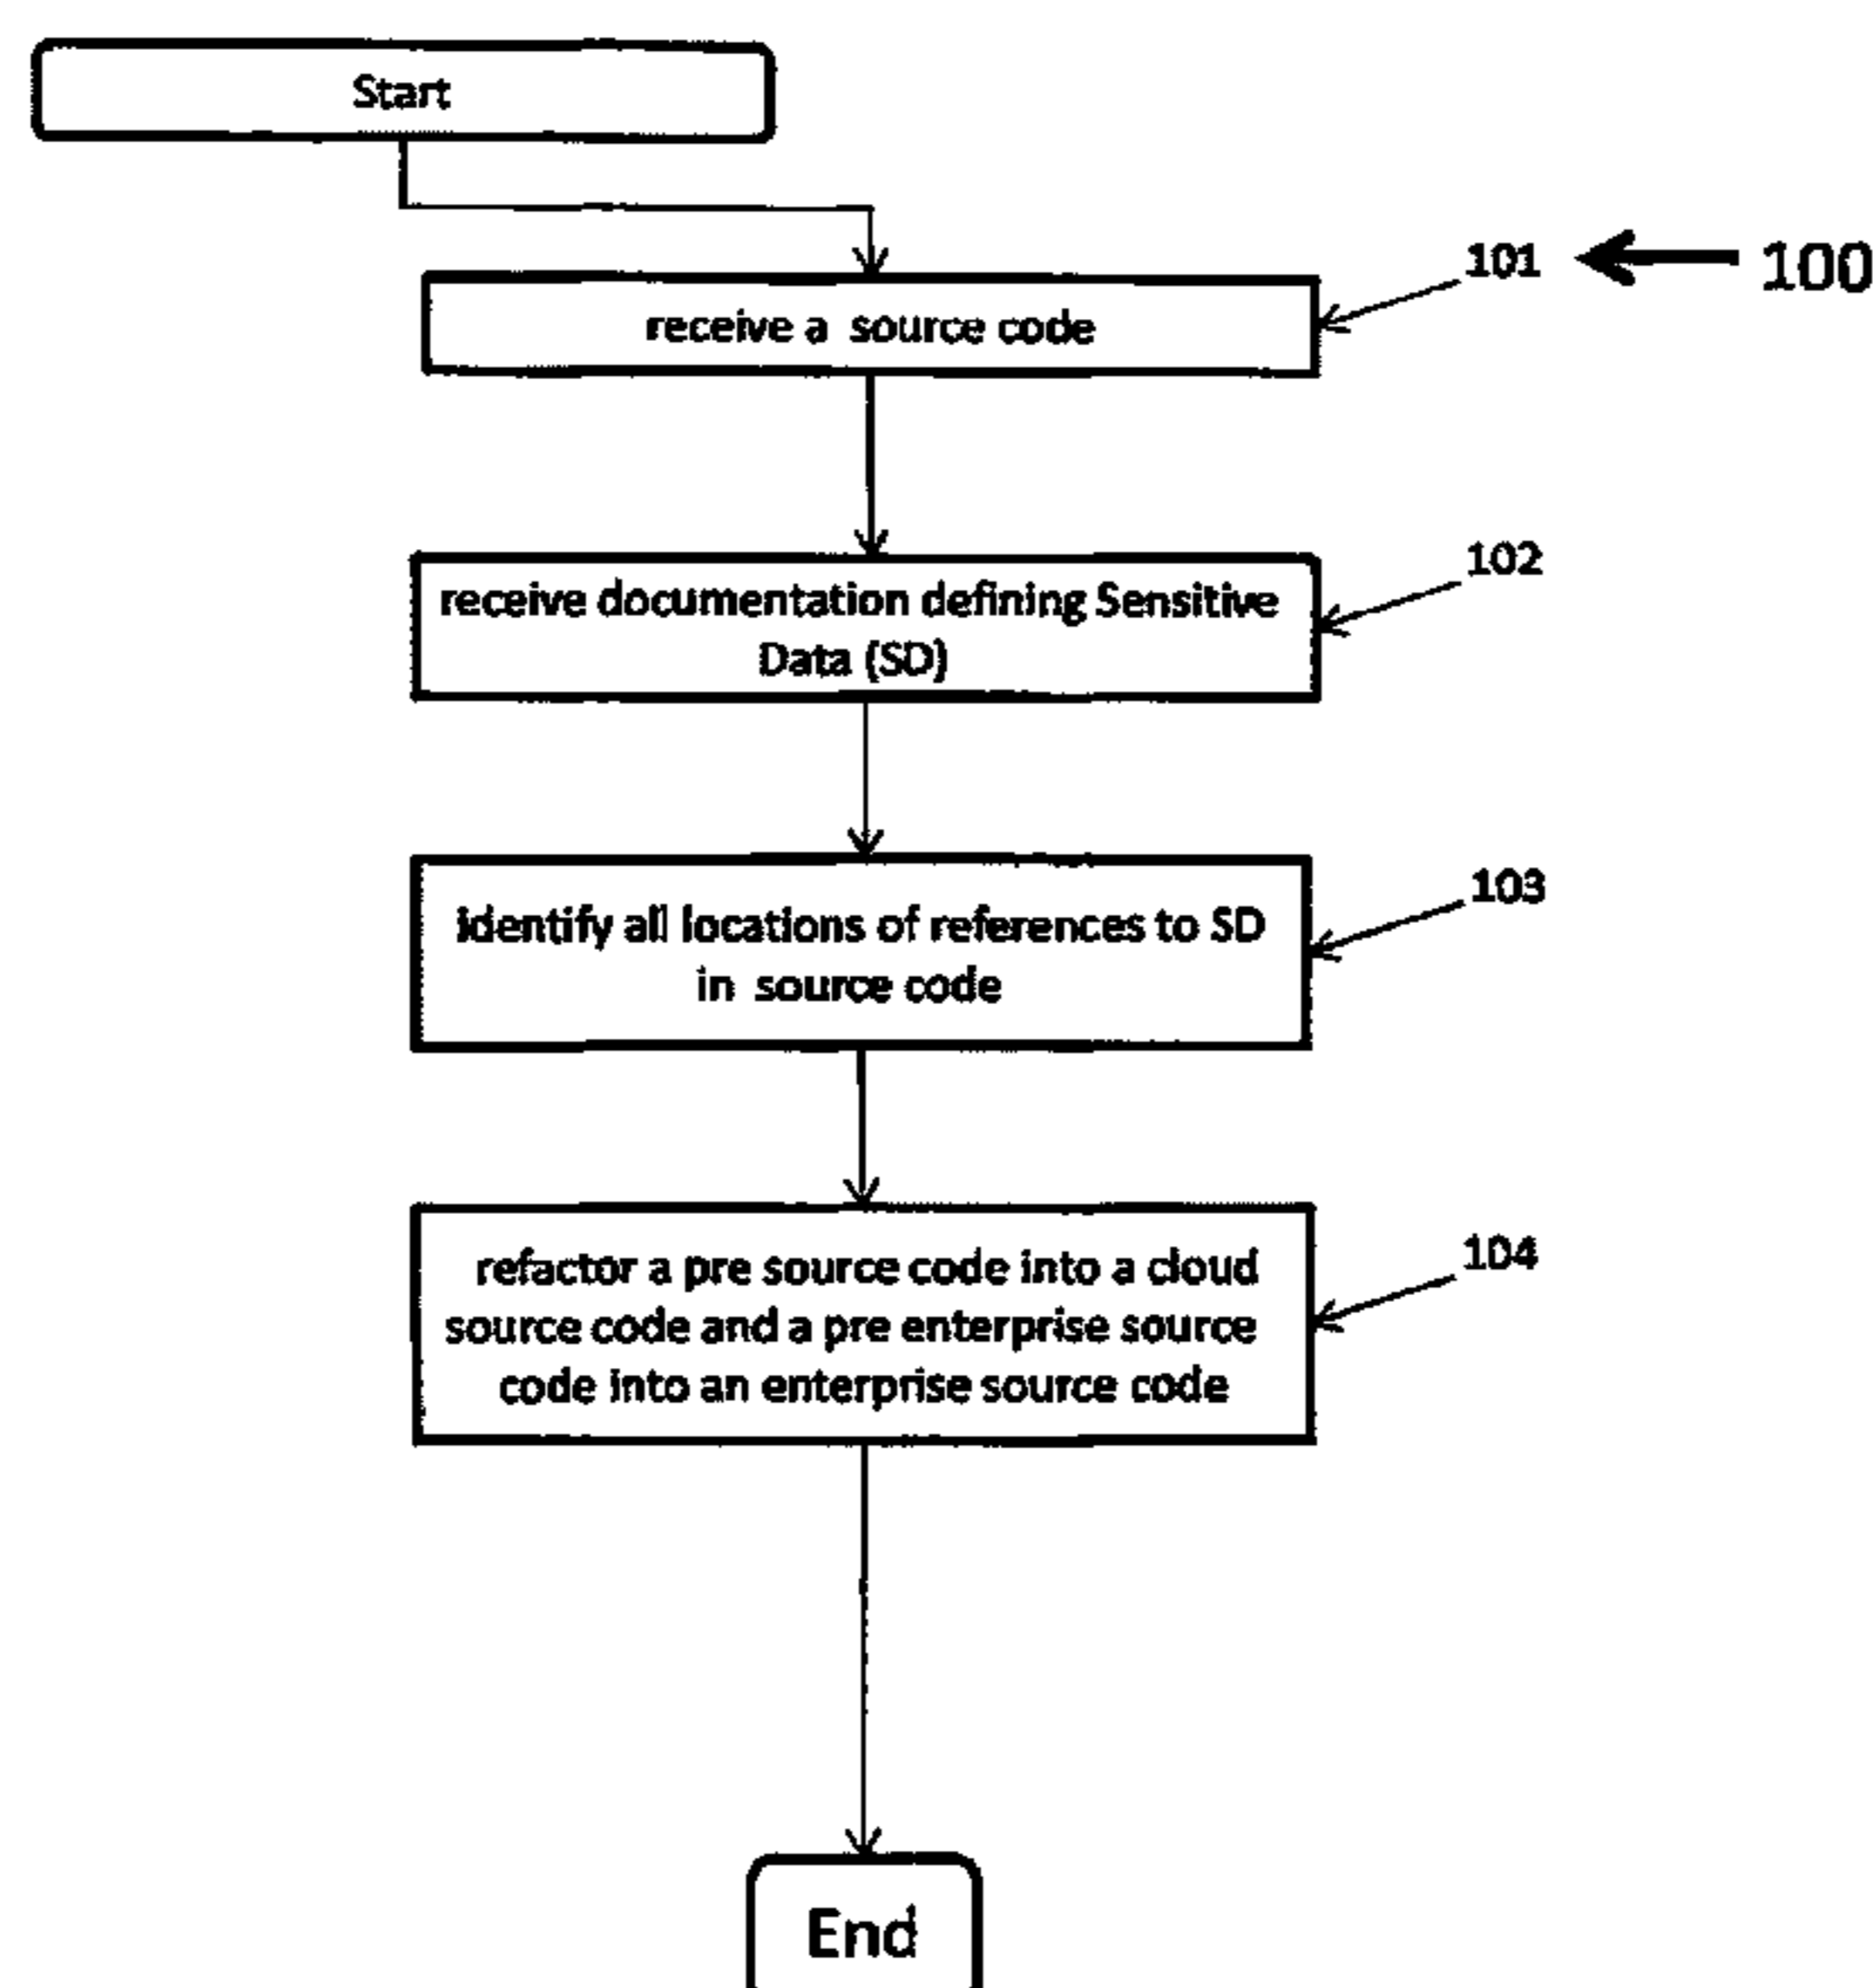 Start
101
100
receive a source code
102
receive documentation defining Sensitive
Data (SD)
103
identify all locations of references to SD
in source code
104
refactor a pre source code into a cloud
source code and a pre enterprise source
code into an enterprise source code
End